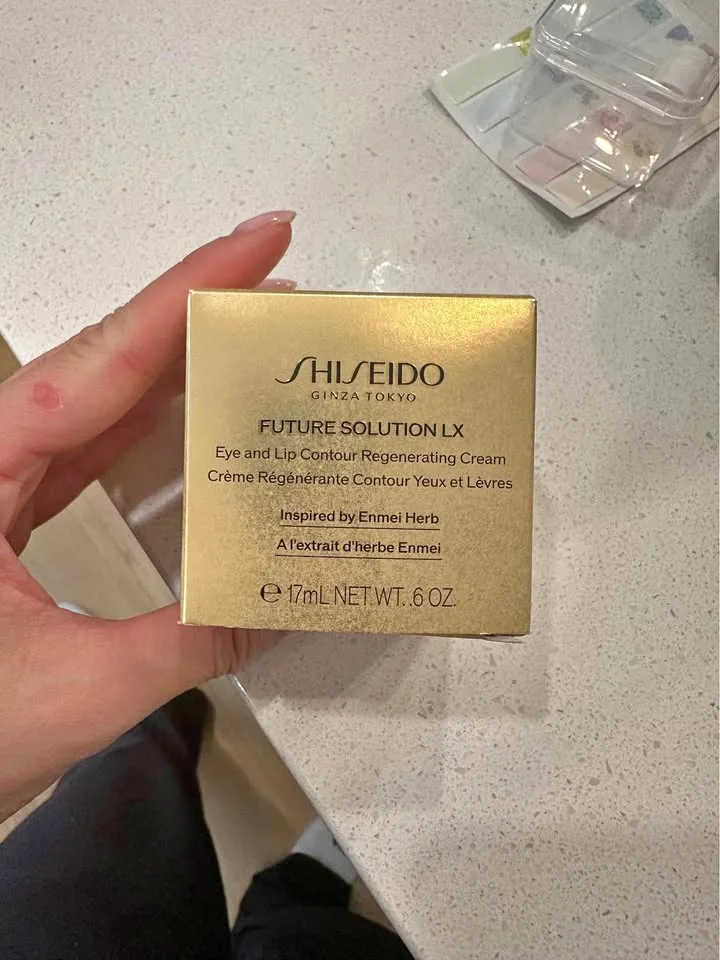 SHISEIDO
GINZA TOKYO
FUTURE SOLUTION LX
Eye and Lip Contour Regenerating Cream
Crème Régénérante Contour Yeux et Lèvres
Inspired by Enmei Herb
A l'extrait d'herbe Enmei
℮ 17mL NET WT. .6 OZ.